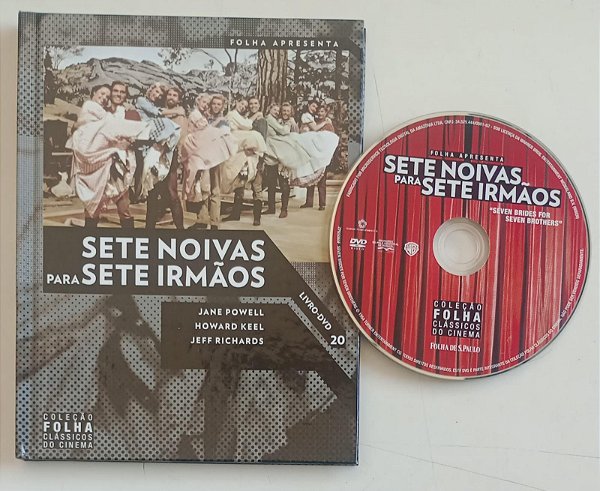 FOLHA APRESENTA
SETE NOIVAS
PARA SETE IRMÃOS
JANE POWELL
HOWARD KEEL
JEFF RICHARDS
LIVRO-DVD
20
COLEÇÃO
FOLHA
CLÁSSICOS
DO CINEMA
FOLHA APRESENTA
SETE NOIVAS
PARA SETE IRMÃOS
"SEVEN BRIDES FOR
SEVEN BROTHERS"
DVD
VIDEO
COLEÇÃO
FOLHA
CLÁSSICOS
DO CINEMA
FOLHA DE S.PAULO